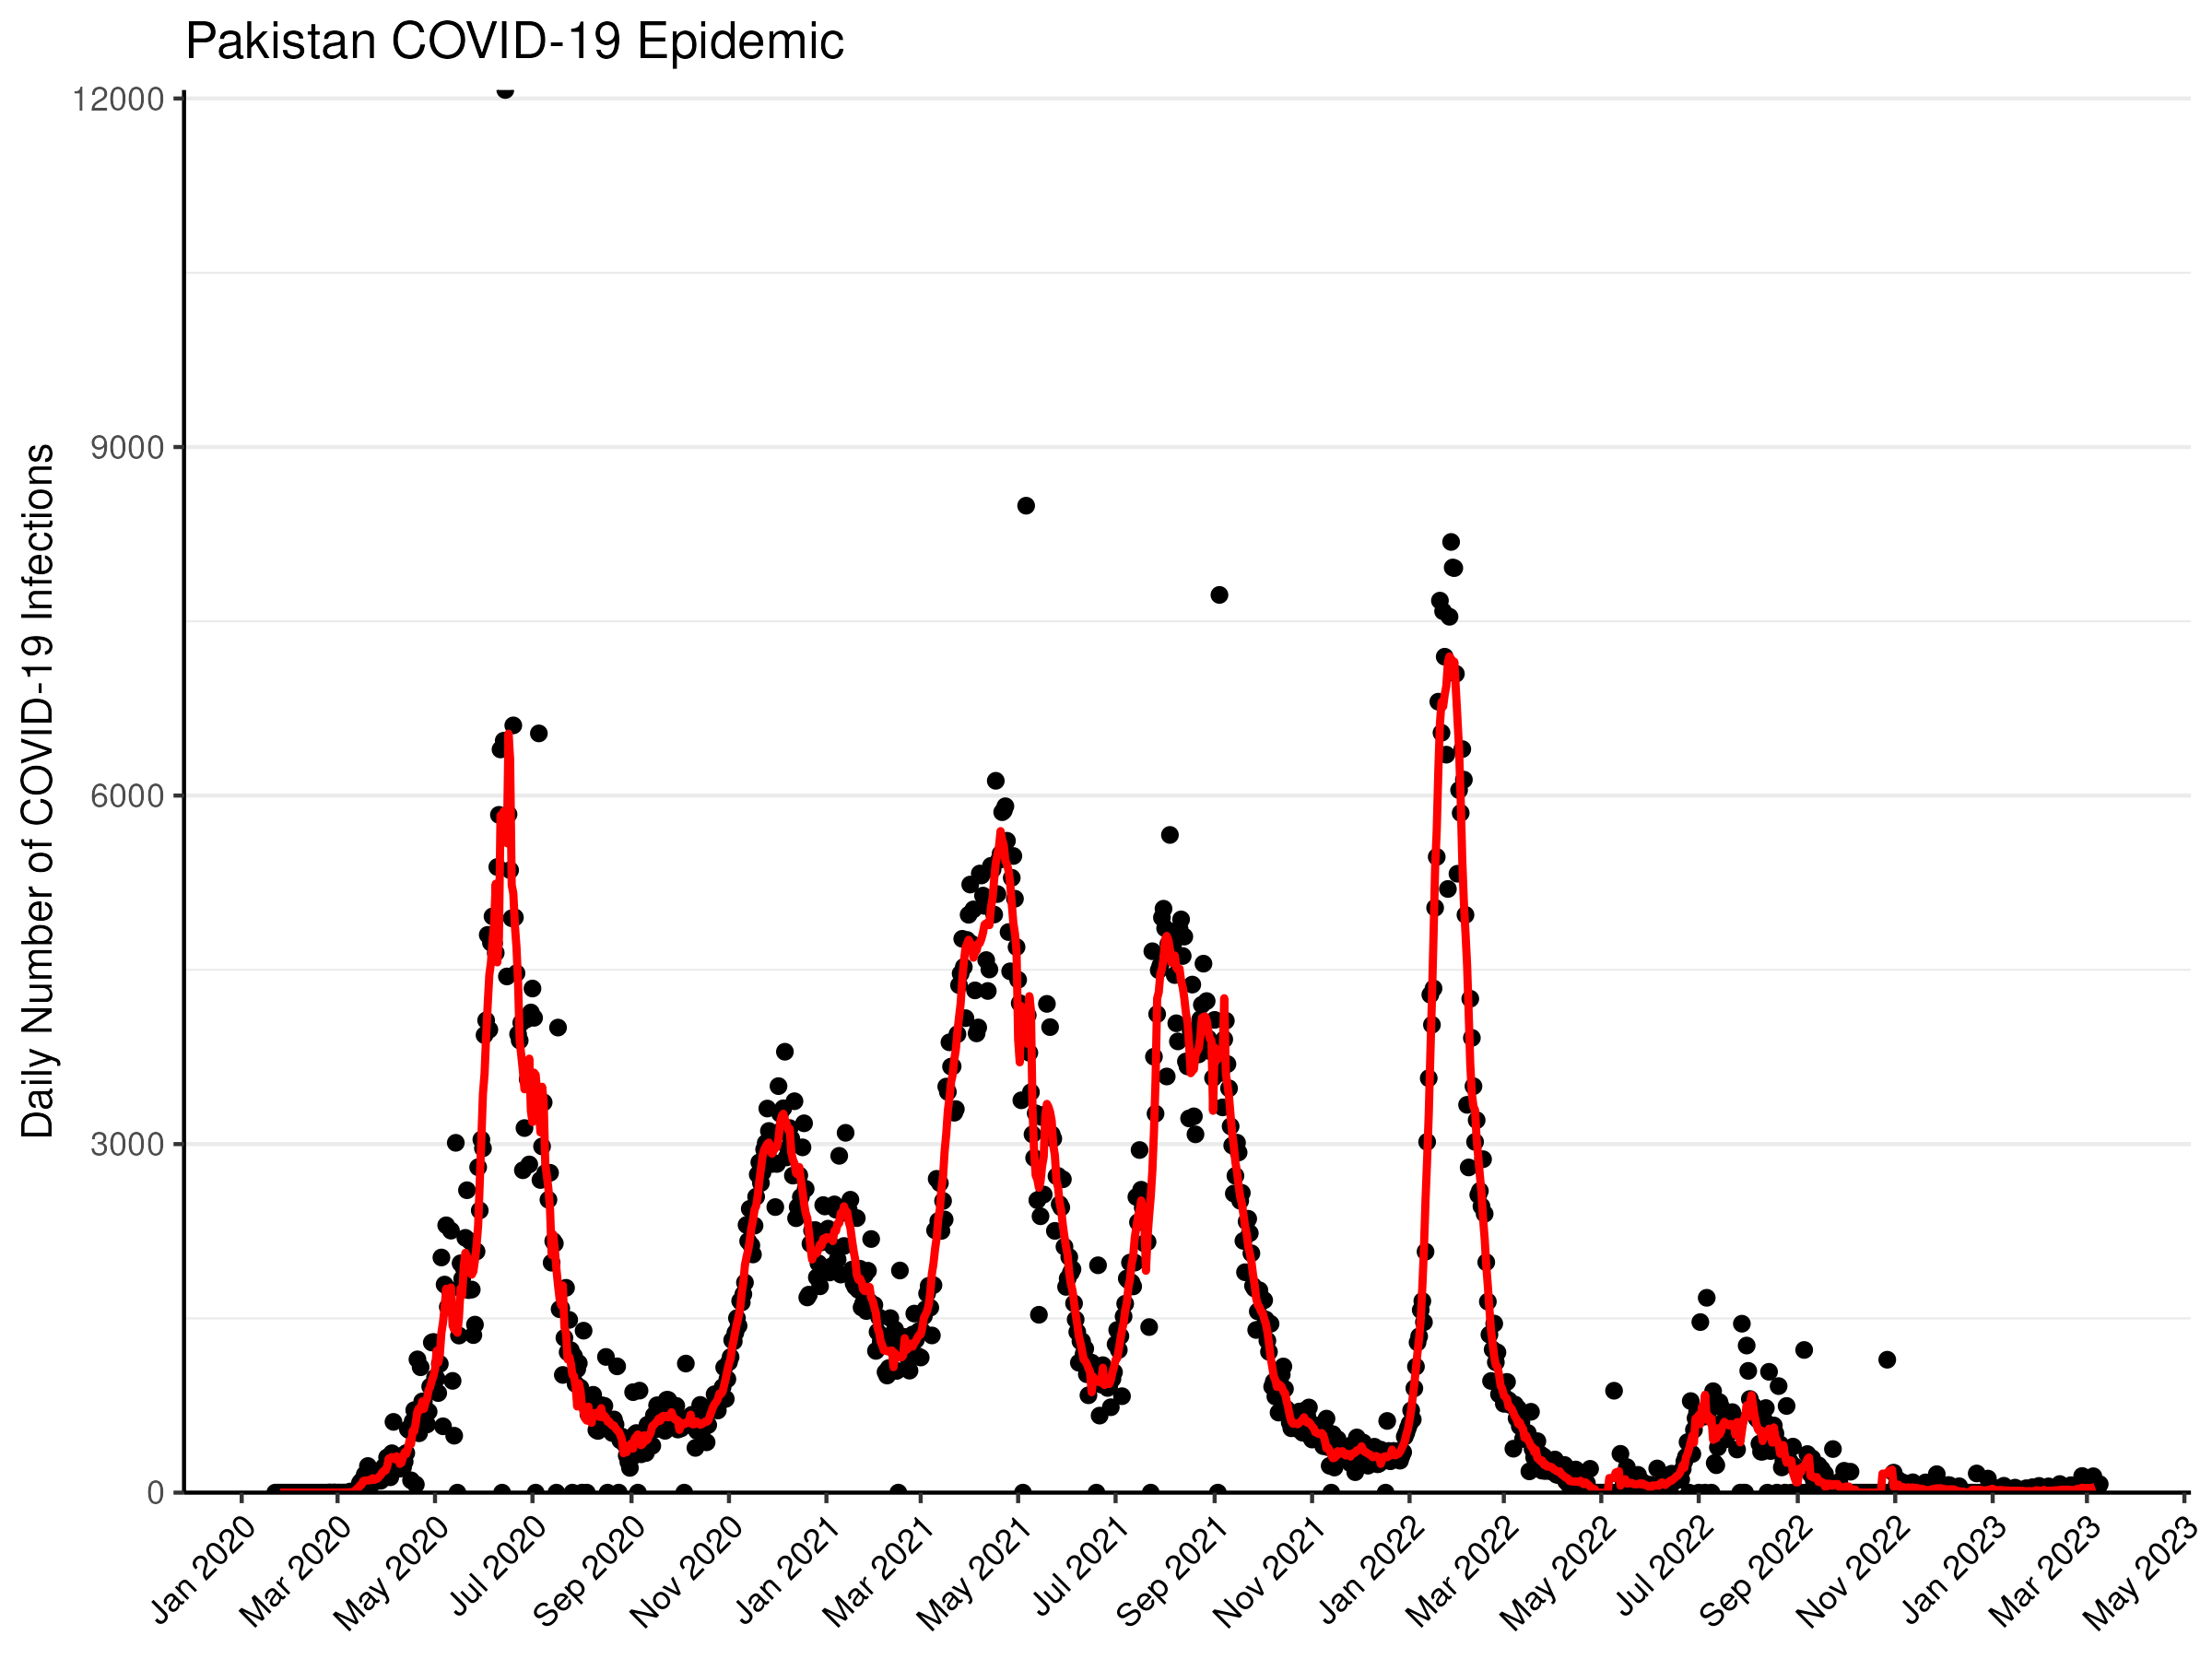 Pakistan COVID-19 Epidemic
Daily Number of COVID-19 Infections
12000
9000
6000
3000
0
Jan 2020
Mar 2020
May 2020
Jul 2020
Sep 2020
Nov 2020
Jan 2021
Mar 2021
May 2021
Jul 2021
Sep 2021
Nov 2021
Jan 2022
Mar 2022
May 2022
Jul 2022
Sep 2022
Nov 2022
Jan 2023
Mar 2023
May 2023